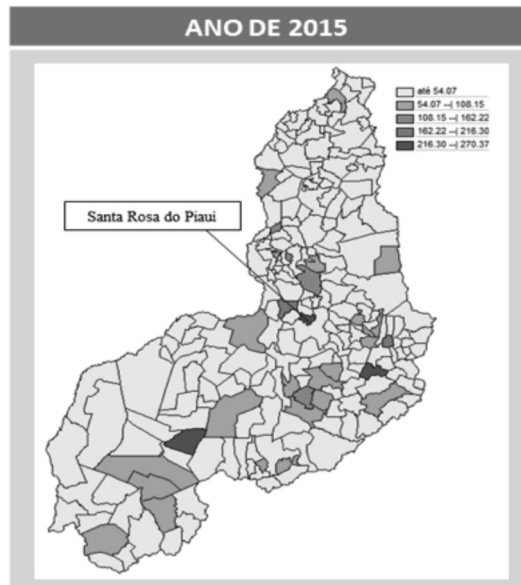 ANO DE 2015
até 54.07
54.07 --| 108.15
108.15 --| 162.22
162.22 --| 216.30
216.30 --| 270.37
Santa Rosa do Piaui